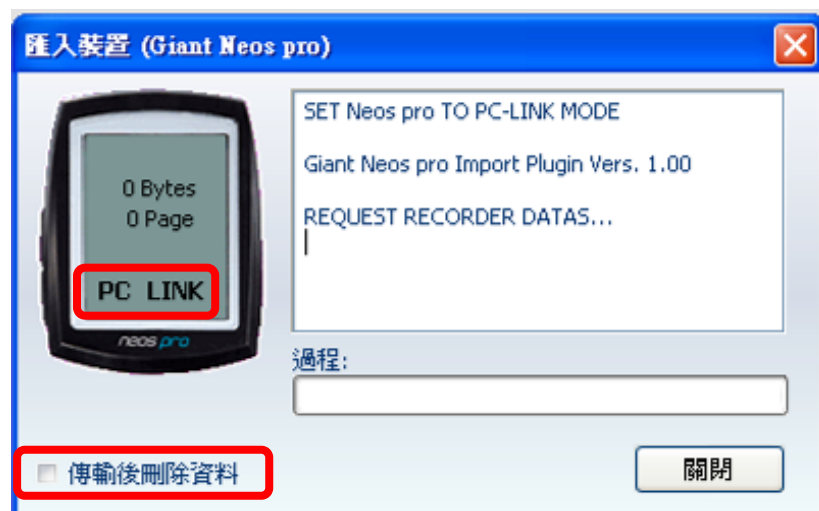 匯入裝置 (Giant Neos pro)
0 Bytes
0 Page
PC LINK
neos pro
SET Neos pro TO PC-LINK MODE
Giant Neos pro Import Plugin Vers. 1.00
REQUEST RECORDER DATAS...
過程:
傳輸後刪除資料
關閉